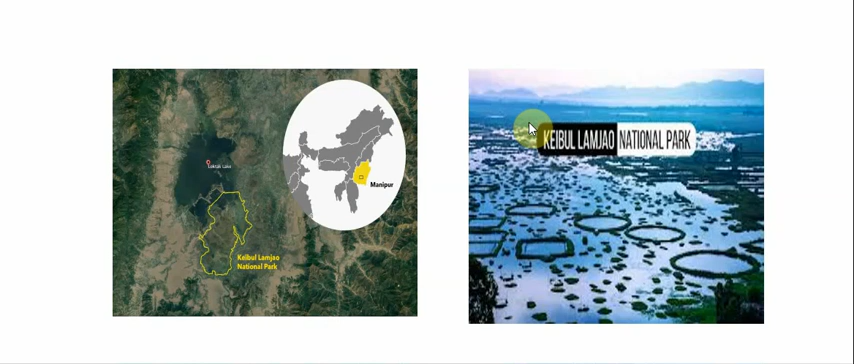 Loktak Lake
Manipur
Keibul Lamjao
National Park
KEIBUL LAMJAO NATIONAL PARK